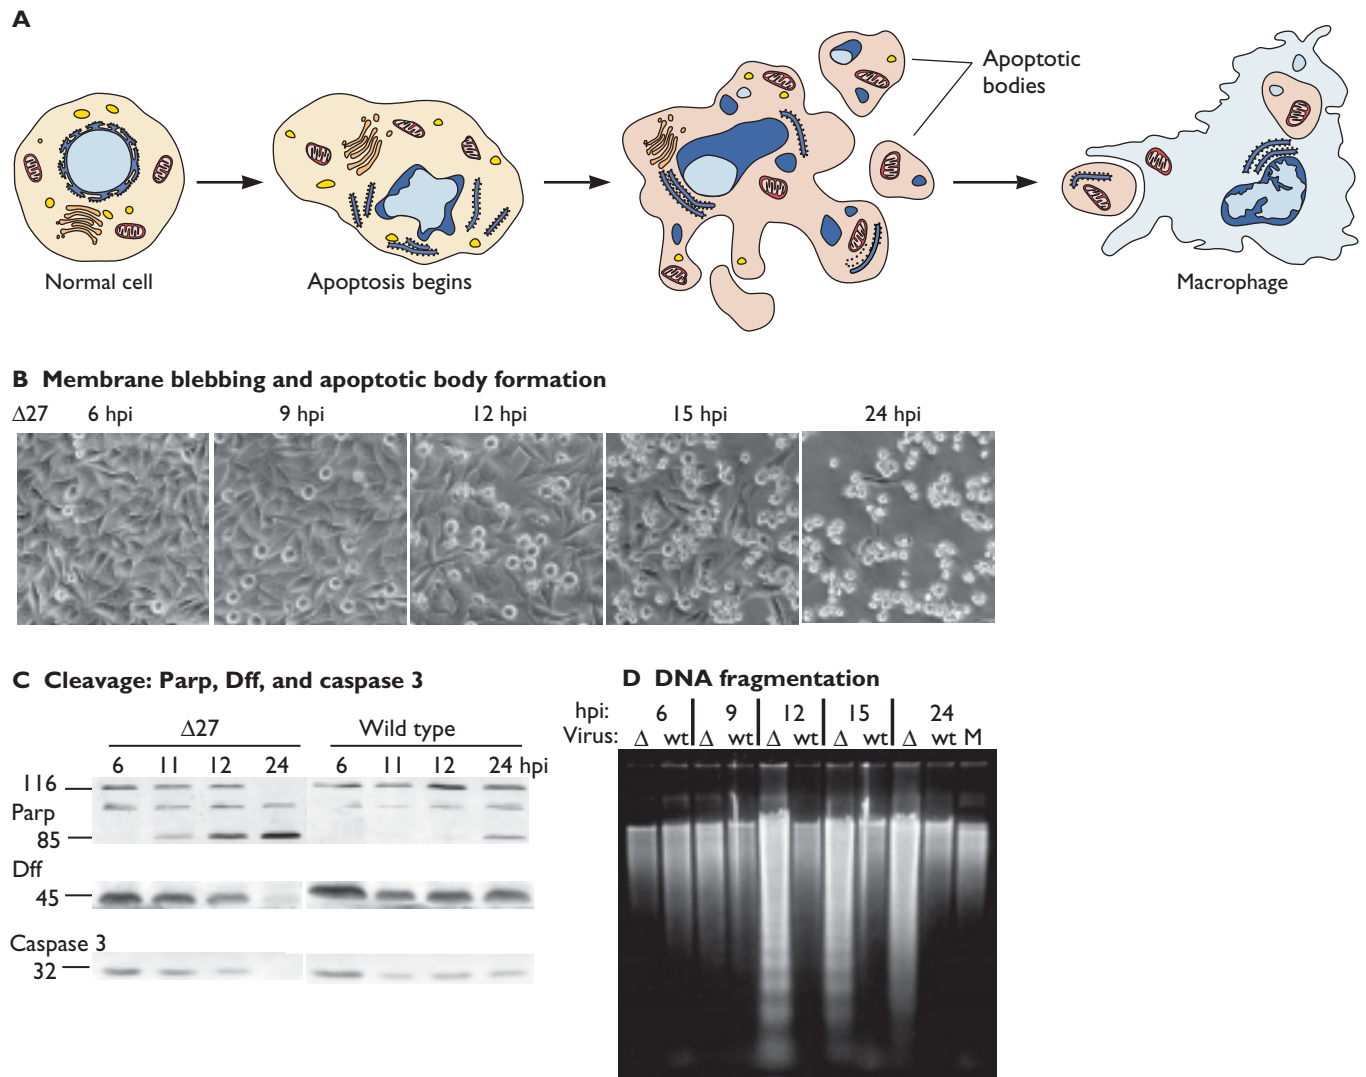 A
Apoptotic
bodies
Normal cell
Apoptosis begins
Macrophage
B Membrane blebbing and apoptotic body formation
Δ27 6 hpi 9 hpi 12 hpi 15 hpi 24 hpi
C Cleavage: Parp, Dff, and caspase 3
Δ27 Wild type
6 11 12 24 6 11 12 24 hpi
116
Parp
85
Dff
45
Caspase 3
32
D DNA fragmentation
hpi: 6 9 12 15 24
Virus: Δ wt Δ wt Δ wt Δ wt Δ wt M